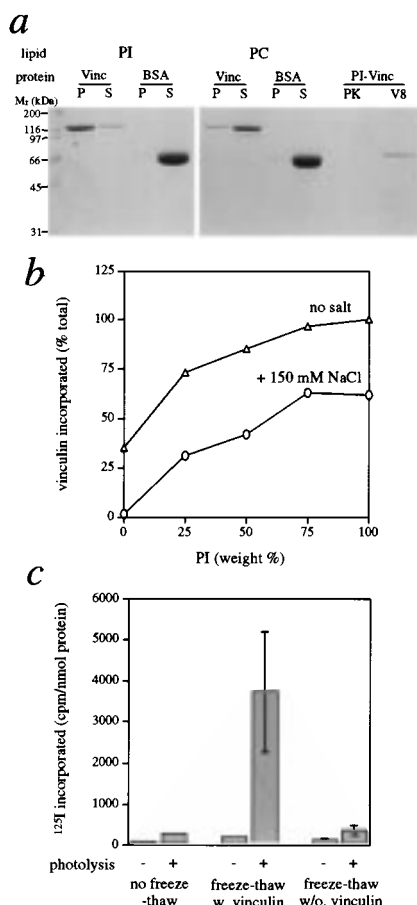 a
lipid PI PC
protein Vinc BSA Vinc BSA PI-Vinc
Mr (kDa) P S P S P S P S PK V8
200
116
97
66
45
31
b
vinculin incorporated (% total)
125
100
75
50
25
0
no salt
+ 150 mM NaCl
0 25 50 75 100
PI (weight %)
c
125I incorporated (cpm/nmol protein)
6000
5000
4000
3000
2000
1000
0
photolysis - + - + - +
no freeze freeze-thaw freeze-thaw
-thaw w. vinculin w/o. vinculin